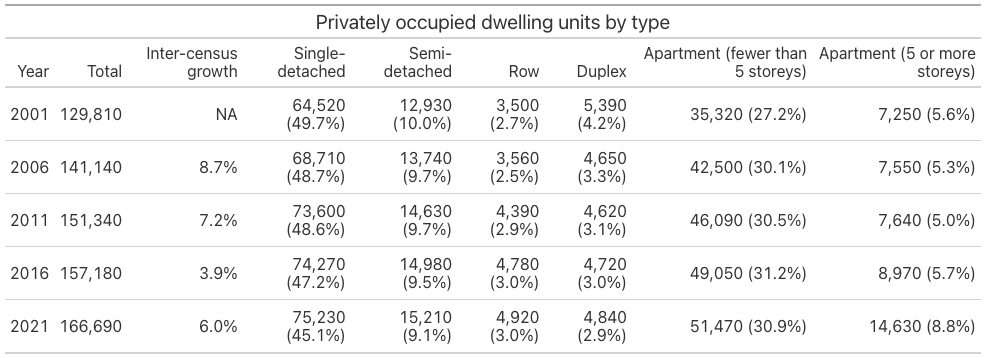 Privately occupied dwelling units by type
Year Total Inter-census growth Single-detached Semi-detached Row Duplex Apartment (fewer than 5 storeys) Apartment (5 or more storeys)
2001 129,810 NA 64,520 (49.7%) 12,930 (10.0%) 3,500 (2.7%) 5,390 (4.2%) 35,320 (27.2%) 7,250 (5.6%)
2006 141,140 8.7% 68,710 (48.7%) 13,740 (9.7%) 3,560 (2.5%) 4,650 (3.3%) 42,500 (30.1%) 7,550 (5.3%)
2011 151,340 7.2% 73,600 (48.6%) 14,630 (9.7%) 4,390 (2.9%) 4,620 (3.1%) 46,090 (30.5%) 7,640 (5.0%)
2016 157,180 3.9% 74,270 (47.2%) 14,980 (9.5%) 4,780 (3.0%) 4,720 (3.0%) 49,050 (31.2%) 8,970 (5.7%)
2021 166,690 6.0% 75,230 (45.1%) 15,210 (9.1%) 4,920 (3.0%) 4,840 (2.9%) 51,470 (30.9%) 14,630 (8.8%)